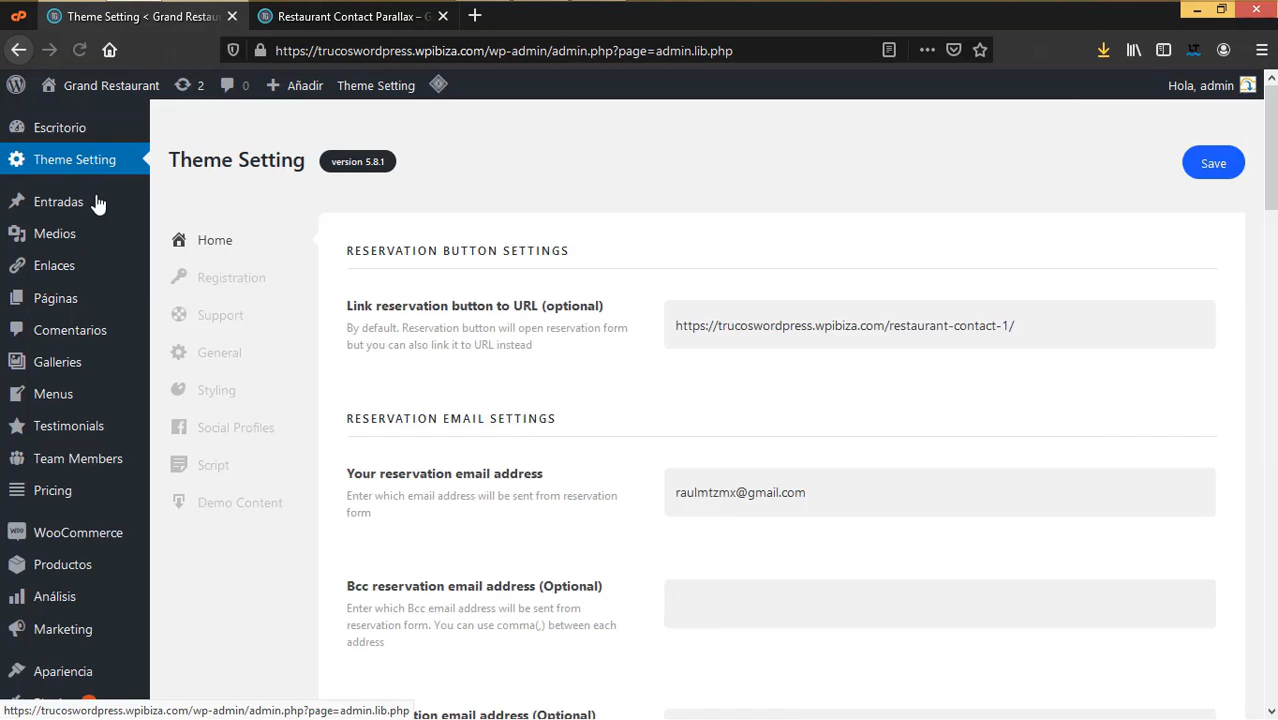 Theme Setting < Grand Restaur
Restaurant Contact Parallax – G
https://trucoswordpress.wpibiza.com/wp-admin/admin.php?page=admin.lib.php
Grand Restaurant 2 0 Añadir Theme Setting Hola, admin
Escritorio
Theme Setting
Entradas
Medios
Enlaces
Páginas
Comentarios
Galleries
Menus
Testimonials
Team Members
Pricing
WooCommerce
Productos
Análisis
Marketing
Apariencia
Theme Setting version 5.8.1 Save
Home
Registration
Support
General
Styling
Social Profiles
Script
Demo Content
RESERVATION BUTTON SETTINGS
Link reservation button to URL (optional)
By default. Reservation button will open reservation form
but you can also link it to URL instead
https://trucoswordpress.wpibiza.com/restaurant-contact-1/
RESERVATION EMAIL SETTINGS
Your reservation email address
Enter which email address will be sent from reservation
form
raulmtzmx@gmail.com
Bcc reservation email address (Optional)
Enter which Bcc email address will be sent from
reservation form. You can use comma(,) between each
address
tion email address (Optional)
https://trucoswordpress.wpibiza.com/wp-admin/admin.php?page=admin.lib.php